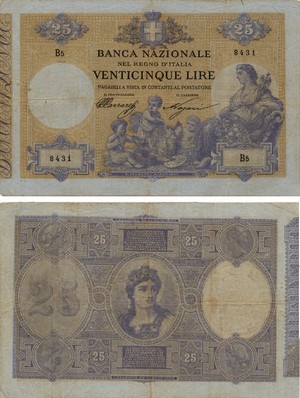 25 25
B5 BANCA NAZIONALE 8431
NEL REGNO D'ITALIA
VENTICINQUE LIRE
PAGABILI A VISTA IN CONTANTI AL PORTATORE
8431 B5
25
25 25
25
25
25